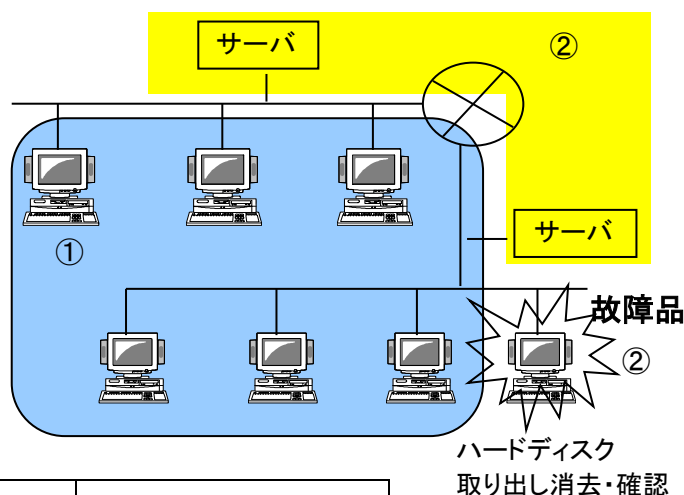 サーバ
②
①
サーバ
故障品
②
ハードディスク
取り出し消去・確認